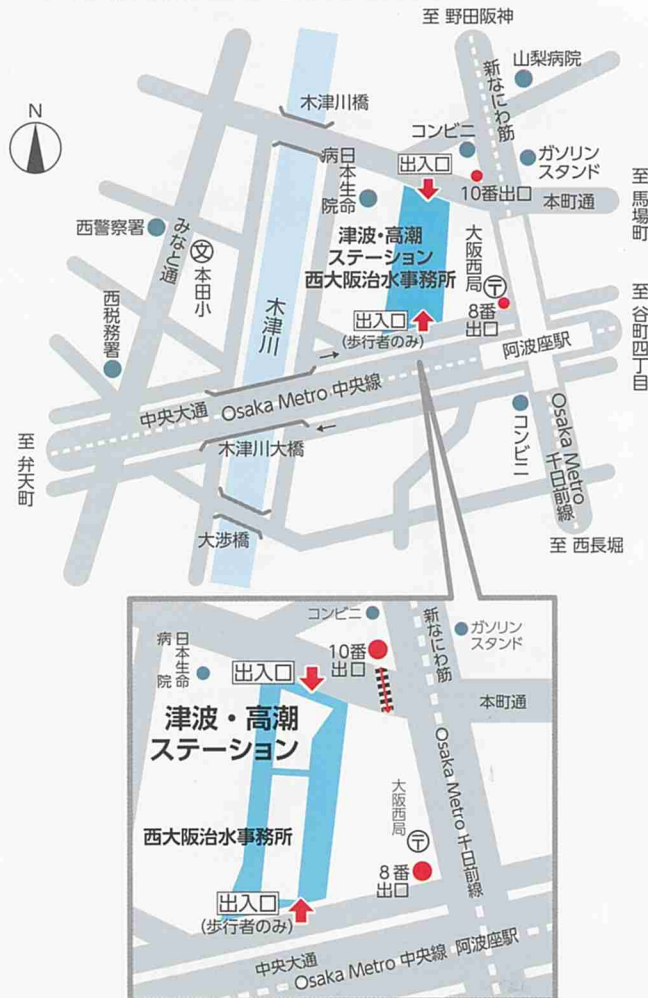 至 野田阪神
山梨病院
新なにわ筋
木津川橋
N
コンビニ
ガソリン
スタンド
日本生命
病院
出入口
10番出口
本町通
至 馬場町
西警察署
みなと通
文
本田小
津波・高潮
ステーション
西大阪治水事務所
大阪西局
〒
8番
出口
西税務署
木津川
出入口
(歩行者のみ)
阿波座駅
至 谷町四丁目
中央大通
Osaka Metro 中央線
木津川大橋
至 弁天町
コンビニ
Osaka Metro
千日前線
大渉橋
至 西長堀
コンビニ
新なにわ筋
ガソリン
スタンド
日本生命
病院
10番
出口
出入口
本町通
津波・高潮
ステーション
Osaka Metro 千日前線
大阪西局
〒
西大阪治水事務所
8番
出口
出入口
(歩行者のみ)
中央大通
Osaka Metro 中央線 阿波座駅